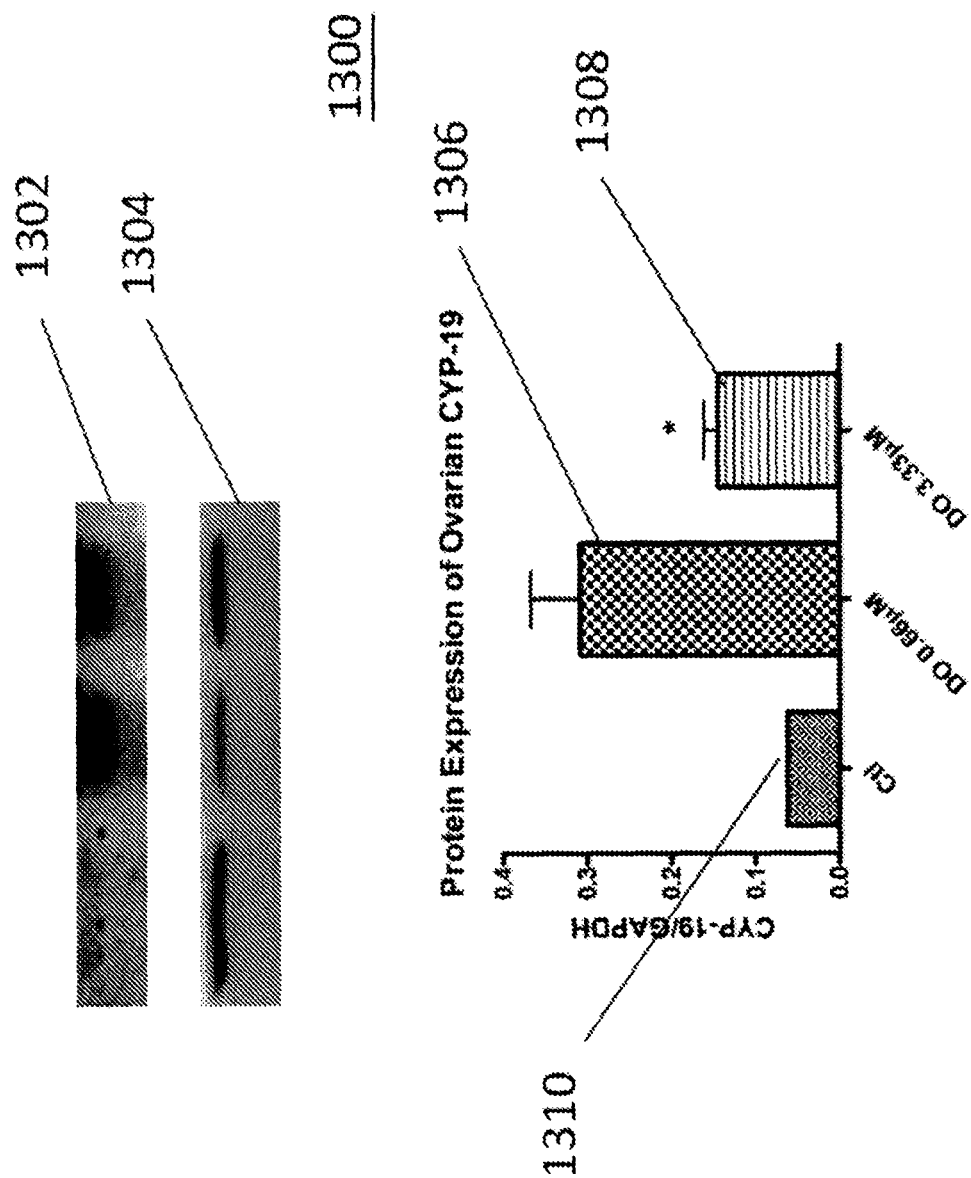 1302
1304
1300
Protein Expression of Ovarian CYP-19
1306
1308
1310
CYP-19/GAPDH
0.4
0.3
0.2
0.1
0.0
*
Ctl
DO 0.66µM
DO 3.33µM